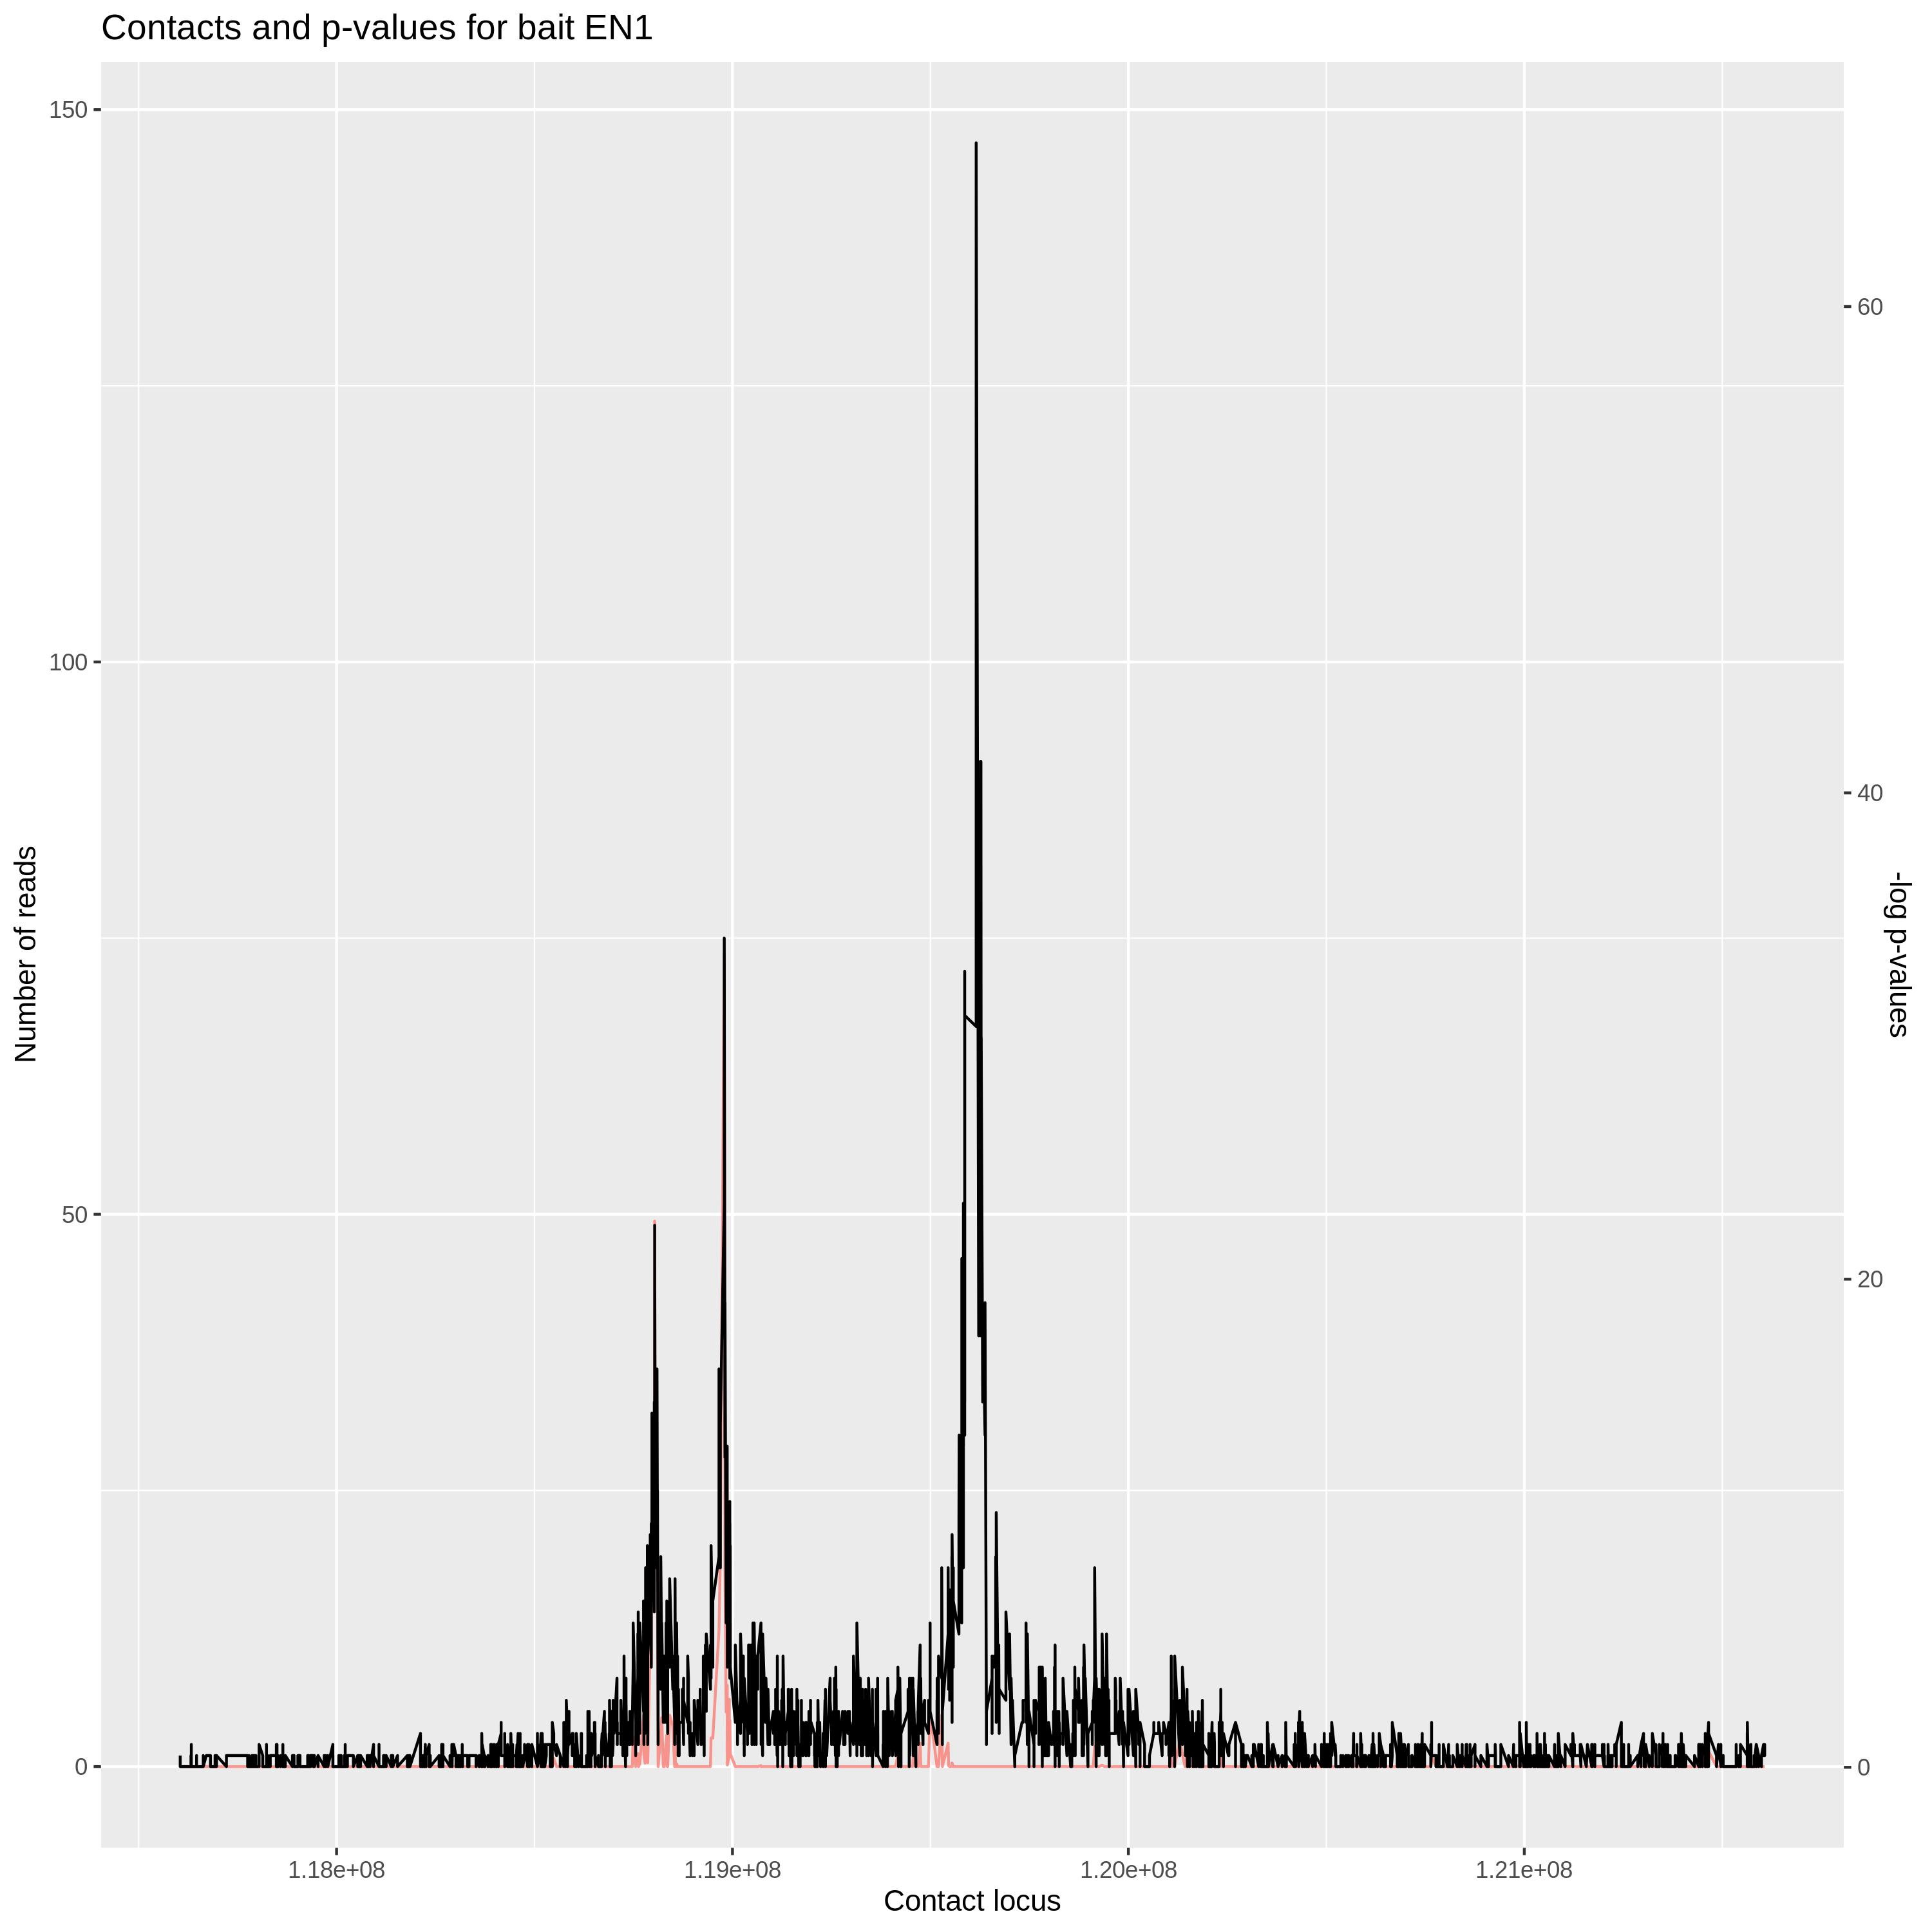 Contacts and p-values for bait EN1
150
100
50
0
Number of reads
60
40
20
0
-log p-values
1.18e+08
1.19e+08
1.20e+08
1.21e+08
Contact locus